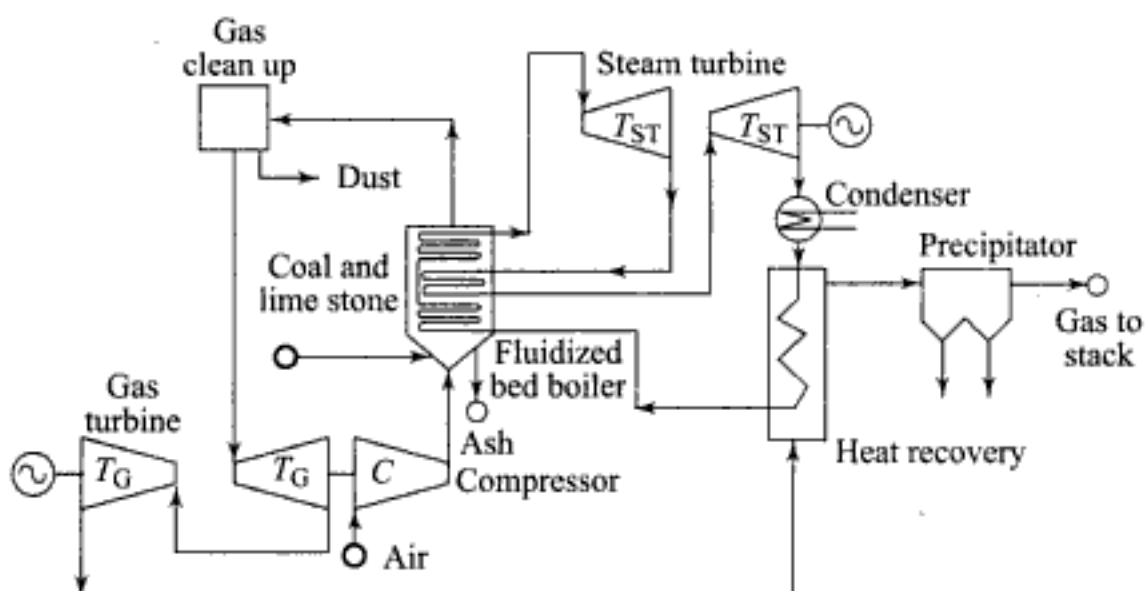 Gas
clean up
Steam turbine
T_ST
T_ST
Dust
Condenser
Precipitator
Coal and
lime stone
Gas to
stack
Fluidized
bed boiler
Gas
turbine
Ash
Heat recovery
T_G
T_G
C
Compressor
Air